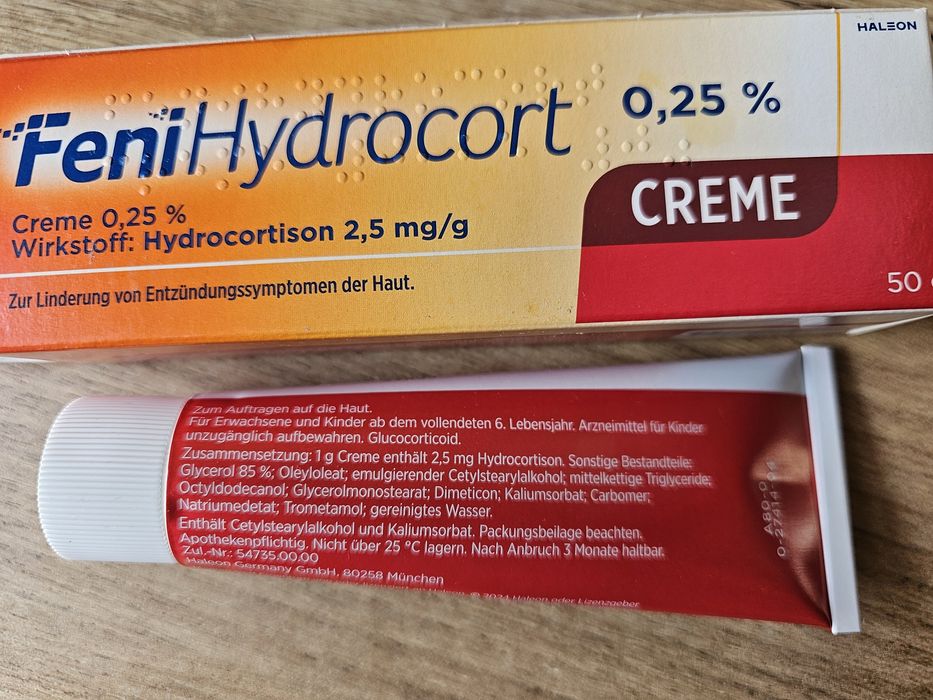 HALEON
FeniHydrocort 0,25 %
CREME
Creme 0,25 %
Wirkstoff: Hydrocortison 2,5 mg/g
Zur Linderung von Entzündungssymptomen der Haut.
50
Zum Auftragen auf die Haut.
Für Erwachsene und Kinder ab dem vollendeten 6. Lebensjahr. Arzneimittel für Kinder
unzugänglich aufbewahren. Glucocorticoid.
Zusammensetzung: 1 g Creme enthält 2,5 mg Hydrocortison. Sonstige Bestandteile:
Glycerol 85 %; Oleyloleat; emulgierender Cetylstearylalkohol; mittelkettige Triglyceride;
Octyldodecanol; Glycerolmonostearat; Dimeticon; Kaliumsorbat; Carbomer;
Natriumedetat; Trometamol; gereinigtes Wasser.
Enthält Cetylstearylalkohol und Kaliumsorbat. Packungsbeilage beachten.
Apothekenpflichtig. Nicht über 25 °C lagern. Nach Anbruch 3 Monate haltbar.
Zul.-Nr.: 54735.00.00
Haleon Germany GmbH, 80258 München
© 2024 Haleon oder Lizenzgeber